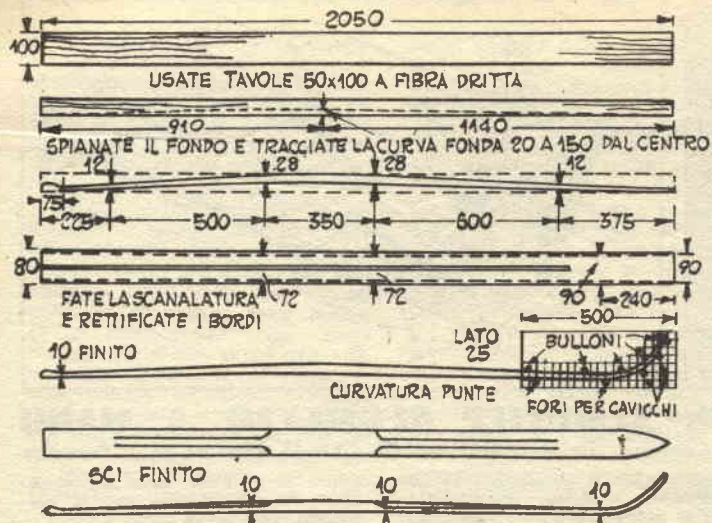 2050
100
USATE TAVOLE 50x100 A FIBRA DRITTA
910 1140
SPIANATE IL FONDO E TRACCIATE LA CURVA FONDA 20 A 150 DAL CENTRO
12 28 28 12
75
225 500 350 600 375
80 90
72 72 90 240
FATE LA SCANALATURA
E RETTIFICATE I BORDI
500
LATO
25
BULLONI
10 FINITO
CURVATURA PUNTE
FORI PER CAVICCHI
SCI FINITO
10 10 10